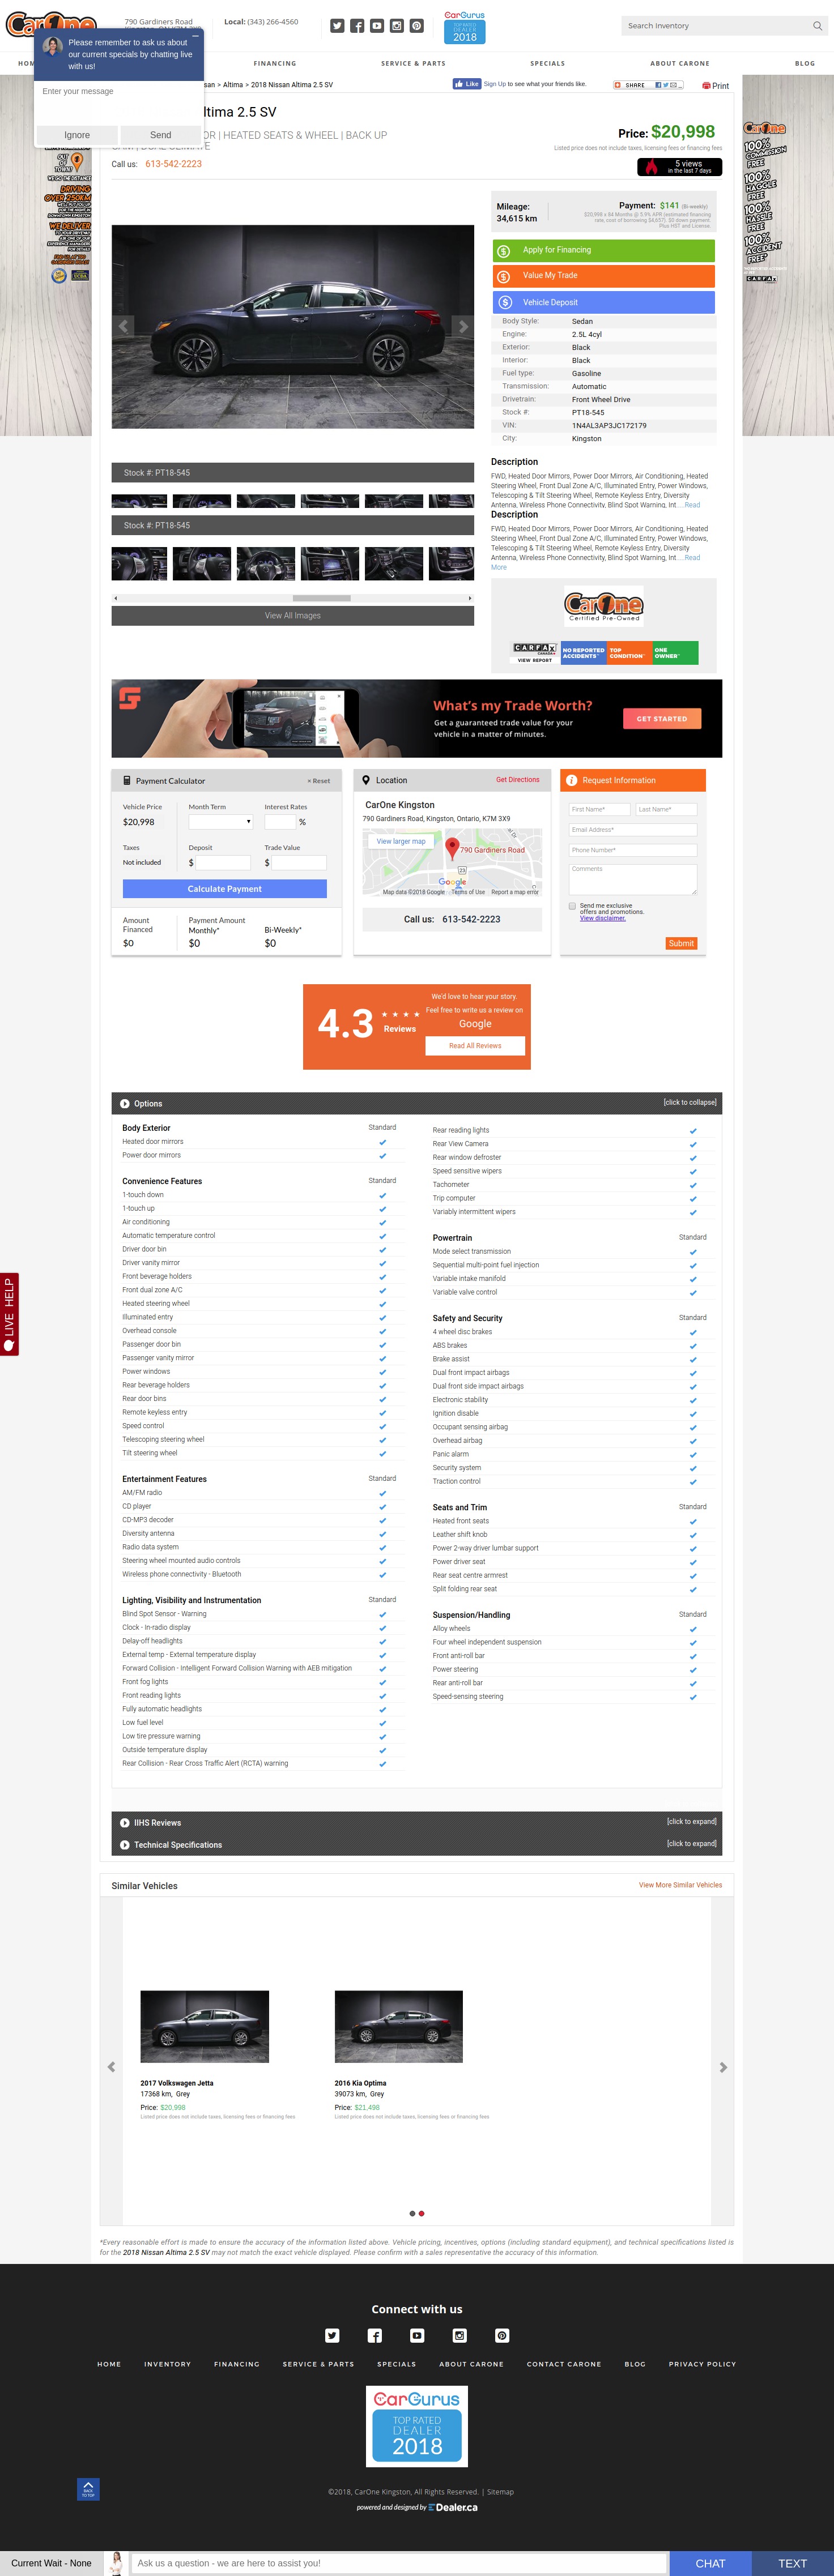 CarOne
790 Gardiners Road
Local: (343) 266-4560
CarGurus
TOP RATED
DEALER
2018
Search Inventory
Please remember to ask us about
our current specials by chatting live
with us!
Enter your message
Ignore
Send
FINANCING
SERVICE & PARTS
SPECIALS
ABOUT CARONE
BLOG
> Altima > 2018 Nissan Altima 2.5 SV
Like
Sign Up to see what your friends like.
SHARE
Print
ltima 2.5 SV
OR | HEATED SEATS & WHEEL | BACK UP
Call us: 613-542-2223
Price: $20,998
Listed price does not include taxes, licensing fees or financing fees
5 views
in the last 7 days
OUT
OF
TOWN?
WE GO THE DISTANCE
DRIVING
OVER 250KM
WE DELIVER
CarOne
100%
COMMISSION
FREE
100%
HAGGLE
FREE
100%
HASSLE
FREE
100%
ACCIDENT
FREE*
CARFAX
Mileage:
34,615 km
Payment: $141 (Bi-weekly)
$20,998 x 84 Months @ 5.9% APR (estimated financing
rate, cost of borrowing $4,657). $0 down payment.
Plus HST and License.
Apply for Financing
Value My Trade
Vehicle Deposit
Body Style: Sedan
Engine: 2.5L 4cyl
Exterior: Black
Interior: Black
Fuel type: Gasoline
Transmission: Automatic
Drivetrain: Front Wheel Drive
Stock #: PT18-545
VIN: 1N4AL3AP3JC172179
City: Kingston
Stock #: PT18-545
Stock #: PT18-545
View All Images
Description
FWD, Heated Door Mirrors, Power Door Mirrors, Air Conditioning, Heated
Steering Wheel, Front Dual Zone A/C, Illuminated Entry, Power Windows,
Telescoping & Tilt Steering Wheel, Remote Keyless Entry, Diversity
Antenna, Wireless Phone Connectivity, Blind Spot Warning, Int.....Read
Description
FWD, Heated Door Mirrors, Power Door Mirrors, Air Conditioning, Heated
Steering Wheel, Front Dual Zone A/C, Illuminated Entry, Power Windows,
Telescoping & Tilt Steering Wheel, Remote Keyless Entry, Diversity
Antenna, Wireless Phone Connectivity, Blind Spot Warning, Int.....Read
More
CarOne
Certified Pre-Owned
CARFAX
CANADA
VIEW REPORT
NO REPORTED
ACCIDENTS
TOP
CONDITION
ONE
OWNER
What's my Trade Worth?
Get a guaranteed trade value for your
vehicle in a matter of minutes.
GET STARTED
Payment Calculator
× Reset
Vehicle Price
Month Term
Interest Rates
$20,998
%
Taxes
Deposit
Trade Value
Not included
$
$
Calculate Payment
Amount
Financed
Payment Amount
Monthly*
Bi-Weekly*
$0
$0
$0
Location
Get Directions
CarOne Kingston
790 Gardiners Road, Kingston, Ontario, K7M 3X9
View larger map
790 Gardiners Road
23
Google
Map data ©2018 Google
Terms of Use
Report a map error
Call us: 613-542-2223
Request Information
First Name*
Last Name*
Email Address*
Phone Number*
Comments
Send me exclusive
offers and promotions.
View disclaimer.
Submit
4.3
Reviews
We'd love to hear your story.
Feel free to write us a review on
Google
Read All Reviews
Options
[click to collapse]
Body Exterior Standard
Heated door mirrors
Power door mirrors
Convenience Features Standard
1-touch down
1-touch up
Air conditioning
Automatic temperature control
Driver door bin
Driver vanity mirror
Front beverage holders
Front dual zone A/C
Heated steering wheel
Illuminated entry
Overhead console
Passenger door bin
Passenger vanity mirror
Power windows
Rear beverage holders
Rear door bins
Remote keyless entry
Speed control
Telescoping steering wheel
Tilt steering wheel
Entertainment Features Standard
AM/FM radio
CD player
CD-MP3 decoder
Diversity antenna
Radio data system
Steering wheel mounted audio controls
Wireless phone connectivity - Bluetooth
Lighting, Visibility and Instrumentation Standard
Blind Spot Sensor - Warning
Clock - In-radio display
Delay-off headlights
External temp - External temperature display
Forward Collision - Intelligent Forward Collision Warning with AEB mitigation
Front fog lights
Front reading lights
Fully automatic headlights
Low fuel level
Low tire pressure warning
Outside temperature display
Rear Collision - Rear Cross Traffic Alert (RCTA) warning
Rear reading lights
Rear View Camera
Rear window defroster
Speed sensitive wipers
Tachometer
Trip computer
Variably intermittent wipers
Powertrain Standard
Mode select transmission
Sequential multi-point fuel injection
Variable intake manifold
Variable valve control
Safety and Security Standard
4 wheel disc brakes
ABS brakes
Brake assist
Dual front impact airbags
Dual front side impact airbags
Electronic stability
Ignition disable
Occupant sensing airbag
Overhead airbag
Panic alarm
Security system
Traction control
Seats and Trim Standard
Heated front seats
Leather shift knob
Power 2-way driver lumbar support
Power driver seat
Rear seat centre armrest
Split folding rear seat
Suspension/Handling Standard
Alloy wheels
Four wheel independent suspension
Front anti-roll bar
Power steering
Rear anti-roll bar
Speed-sensing steering
LIVE HELP
IIHS Reviews
[click to expand]
Technical Specifications
[click to expand]
Similar Vehicles
View More Similar Vehicles
2017 Volkswagen Jetta
17368 km, Grey
Price: $20,998
Listed price does not include taxes, licensing fees or financing fees
2016 Kia Optima
39073 km, Grey
Price: $21,498
Listed price does not include taxes, licensing fees or financing fees
*Every reasonable effort is made to ensure the accuracy of the information listed above. Vehicle pricing, incentives, options (including standard equipment), and technical specifications listed is
for the 2018 Nissan Altima 2.5 SV may not match the exact vehicle displayed. Please confirm with a sales representative the accuracy of this information.
Connect with us
HOME
INVENTORY
FINANCING
SERVICE & PARTS
SPECIALS
ABOUT CARONE
CONTACT CARONE
BLOG
PRIVACY POLICY
CarGurus
TOP RATED
DEALER
2018
BACK
TO TOP
©2018, CarOne Kingston, All Rights Reserved. | Sitemap
powered and designed by EDealer.ca
Current Wait - None
Ask us a question - we are here to assist you!
CHAT
TEXT